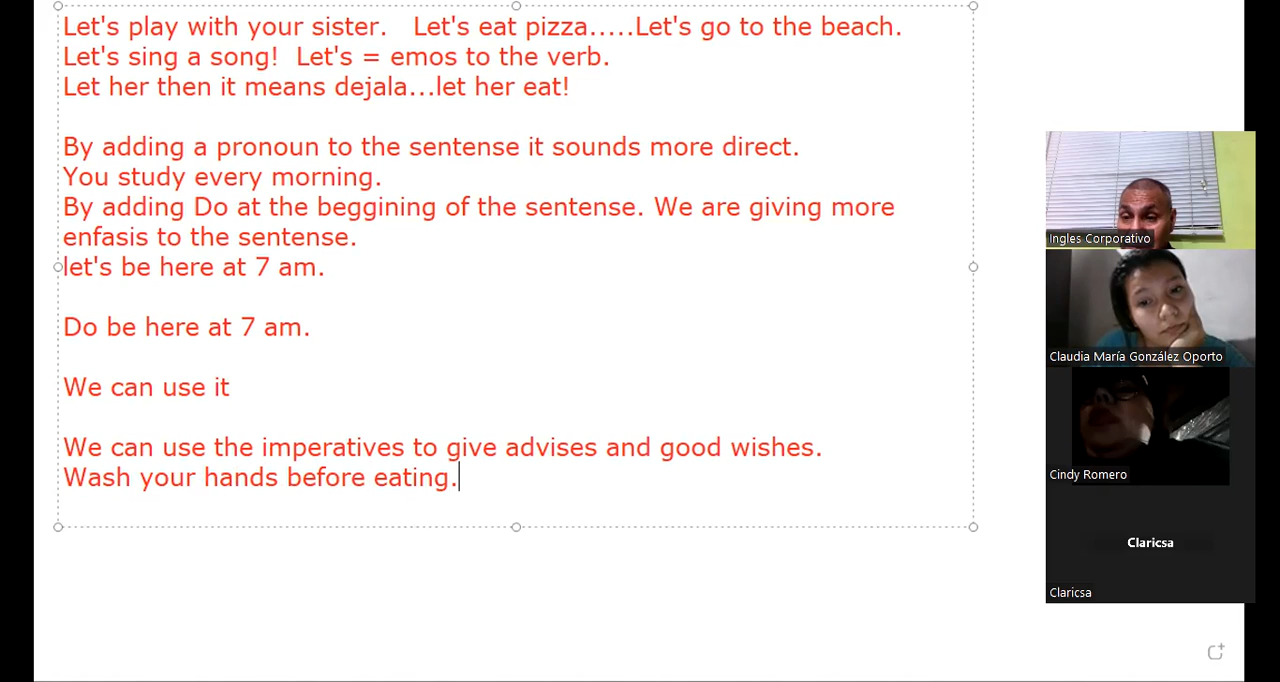 Let's play with your sister.   Let's eat pizza.....Let's go to the beach.
Let's sing a song!  Let's = emos to the verb.
Let her then it means dejala...let her eat!
By adding a pronoun to the sentense it sounds more direct.
You study every morning.
By adding Do at the beggining of the sentense. We are giving more
enfasis to the sentense.
let's be here at 7 am.
Do be here at 7 am.
We can use it
We can use the imperatives to give advises and good wishes.
Wash your hands before eating.
Ingles Corporativo
Claudia María González Oporto
Cindy Romero
Claricsa
Claricsa